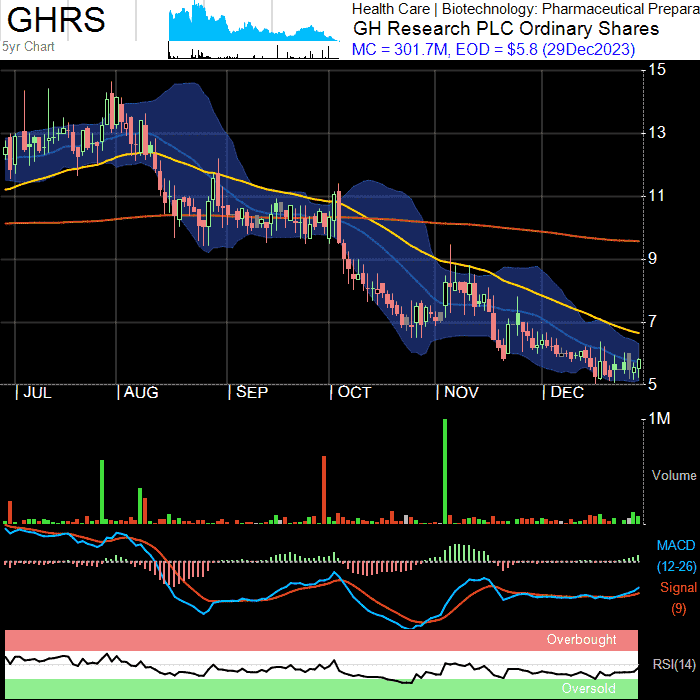 GHRS
5yr Chart
Health Care | Biotechnology: Pharmaceutical Prepara
GH Research PLC Ordinary Shares
MC = 301.7M, EOD = $5.8 (29Dec2023)
15
13
11
9
7
5
| JUL | AUG | SEP | OCT | NOV | DEC
1M
Volume
MACD
(12-26)
Signal
(9)
Overbought
RSI(14)
Oversold